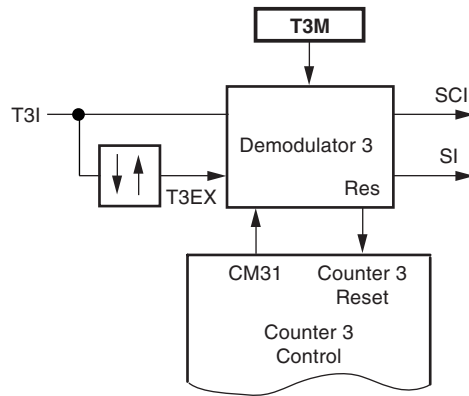 T3M
T3I
SCI
Demodulator 3
SI
T3EX
Res
CM31
Counter 3
Reset
Counter 3
Control